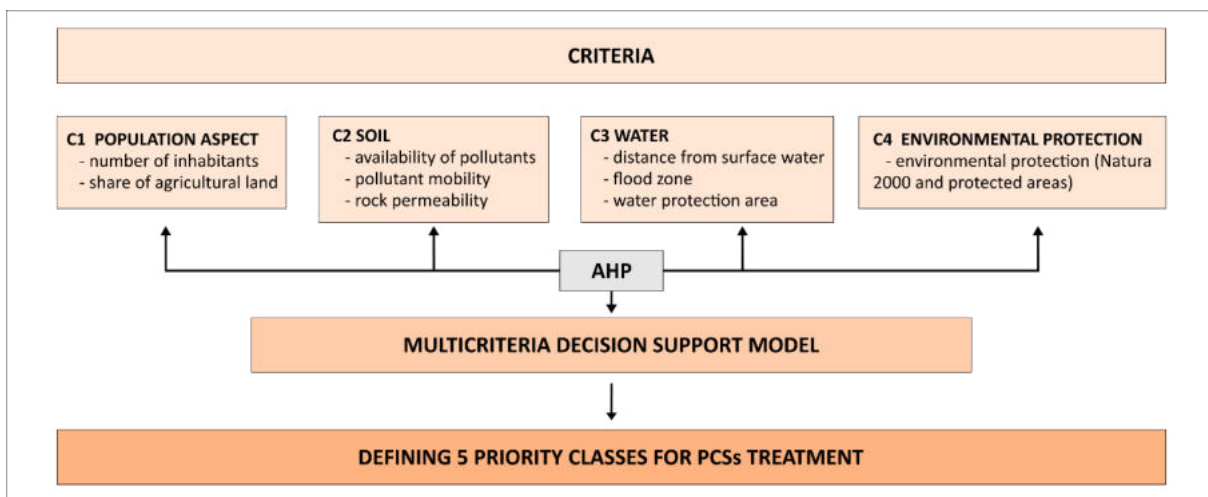 CRITERIA
C1 POPULATION ASPECT
- number of inhabitants
- share of agricultural land
C2 SOIL
- availability of pollutants
- pollutant mobility
- rock permeability
C3 WATER
- distance from surface water
- flood zone
- water protection area
C4 ENVIRONMENTAL PROTECTION
- environmental protection (Natura
2000 and protected areas)
AHP
MULTICRITERIA DECISION SUPPORT MODEL
DEFINING 5 PRIORITY CLASSES FOR PCSs TREATMENT